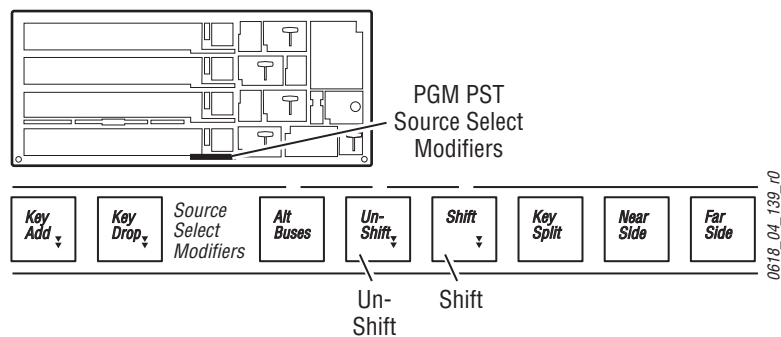 PGM PST
Source Select
Modifiers
Key
Add
Key
Drop
Source
Select
Modifiers
Alt
Buses
Un-
Shift
Shift
Key
Split
Near
Side
Far
Side
Un-
Shift
Shift
0618_04_139_r0